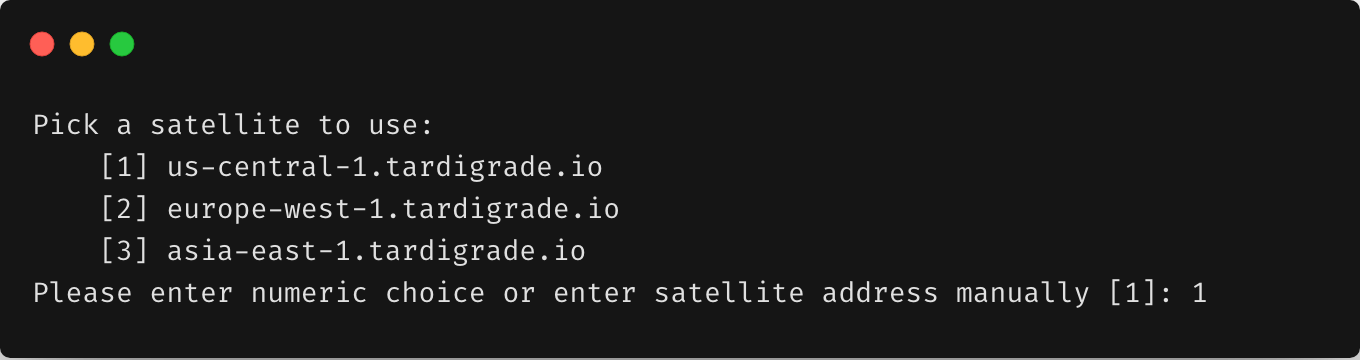 Pick a satellite to use:
    [1] us-central-1.tardigrade.io
    [2] europe-west-1.tardigrade.io
    [3] asia-east-1.tardigrade.io
Please enter numeric choice or enter satellite address manually [1]: 1